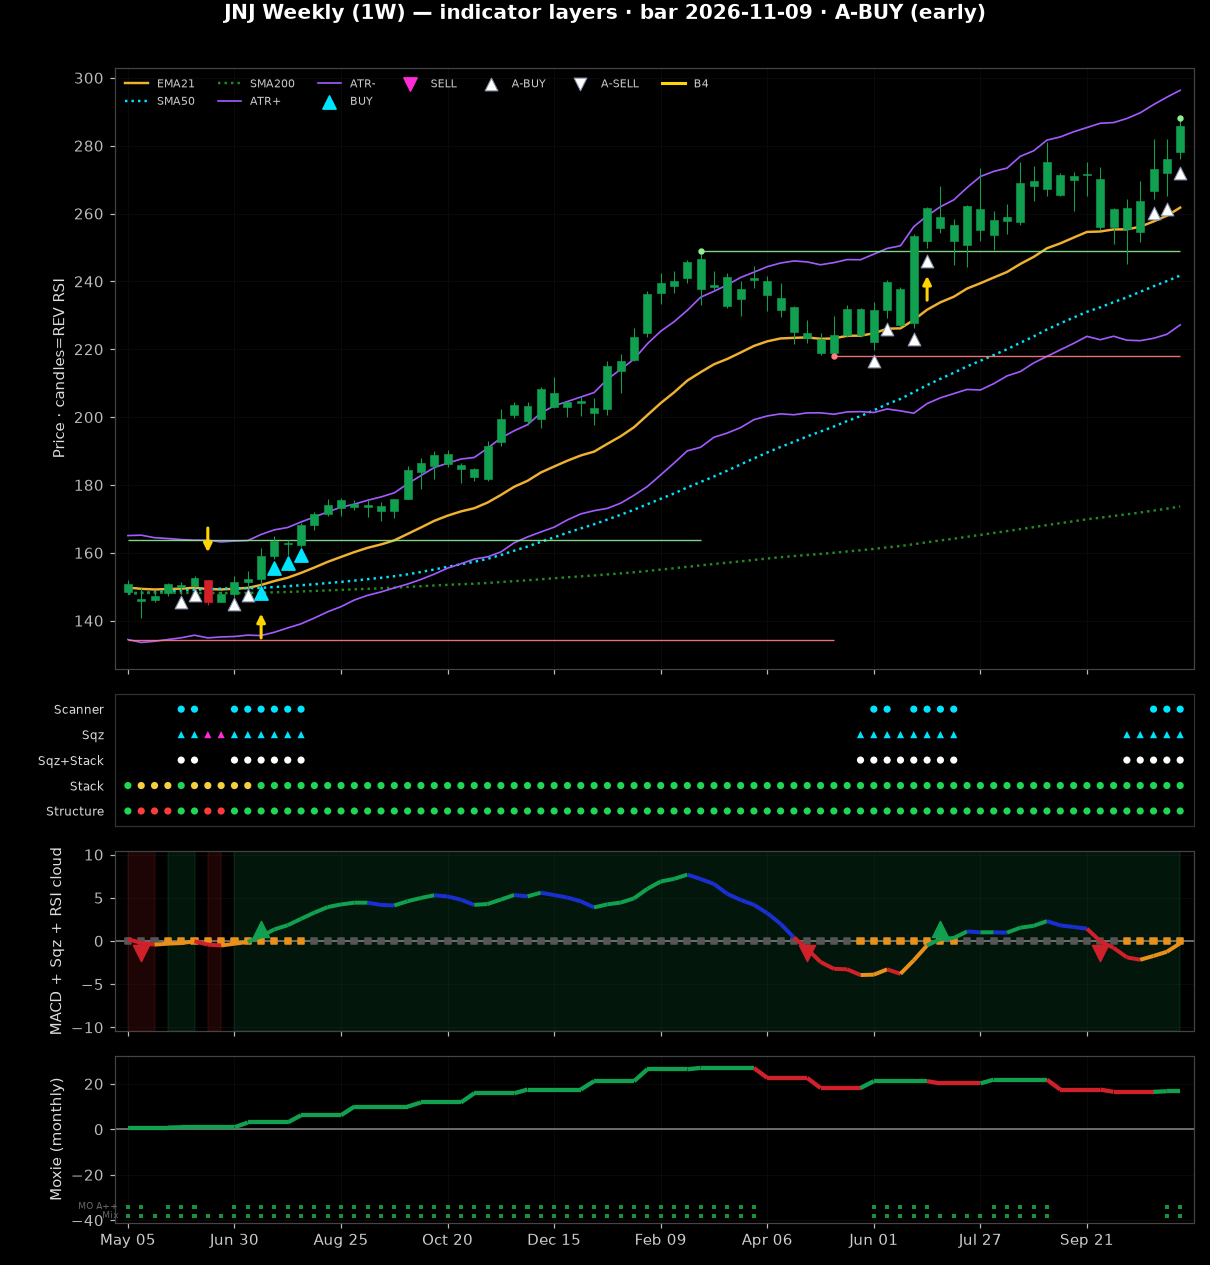 JNJ Weekly (1W) — indicator layers · bar 2026-11-09 · A-BUY (early)
EMA21 SMA200 ATR- SELL A-BUY A-SELL B4
SMA50 ATR+ BUY
Price · candles=REV RSI
300
280
260
240
220
200
180
160
140
Scanner
Sqz
Sqz+Stack
Stack
Structure
MACD + Sqz + RSI cloud
10
5
0
−5
−10
Moxie (monthly)
20
0
−20
MO A++
Mix
−40
May 05 Jun 30 Aug 25 Oct 20 Dec 15 Feb 09 Apr 06 Jun 01 Jul 27 Sep 21